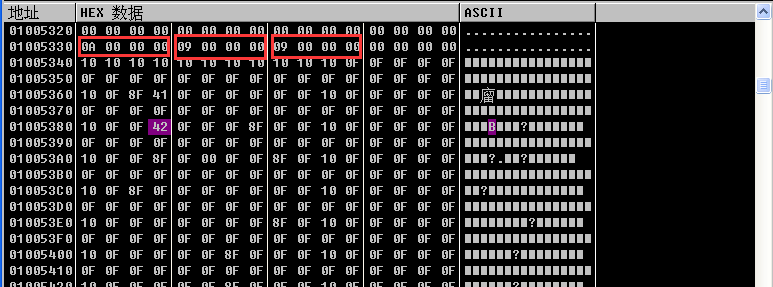 地址 HEX 数据 ASCII
01005320 00 00 00 00 00 00 00 00 00 00 00 00 00 00 00 00 ................
01005330 0A 00 00 00 09 00 00 00 09 00 00 00 00 00 00 00 ................
01005340 10 10 10 10 10 10 10 10 10 10 10 0F 0F 0F 0F 0F
01005350 0F 0F 0F 0F 0F 0F 0F 0F 0F 0F 0F 0F 0F 0F 0F 0F
01005360 10 0F 8F 41 0F 0F 0F 0F 0F 0F 10 0F 0F 0F 0F 0F 廇
01005370 0F 0F 0F 0F 0F 0F 0F 0F 0F 0F 0F 0F 0F 0F 0F 0F
01005380 10 0F 0F 42 0F 0F 0F 8F 0F 0F 10 0F 0F 0F 0F 0F B ?
01005390 0F 0F 0F 0F 0F 0F 0F 0F 0F 0F 0F 0F 0F 0F 0F 0F
010053A0 10 0F 0F 8F 0F 00 0F 0F 8F 0F 10 0F 0F 0F 0F 0F ?. ?
010053B0 0F 0F 0F 0F 0F 0F 0F 0F 0F 0F 0F 0F 0F 0F 0F 0F
010053C0 10 0F 8F 0F 0F 0F 0F 0F 0F 0F 10 0F 0F 0F 0F 0F ?
010053D0 0F 0F 0F 0F 0F 0F 0F 0F 0F 0F 0F 0F 0F 0F 0F 0F
010053E0 10 0F 0F 0F 0F 0F 0F 0F 8F 0F 10 0F 0F 0F 0F 0F ?
010053F0 0F 0F 0F 0F 0F 0F 0F 0F 0F 0F 0F 0F 0F 0F 0F 0F
01005400 10 0F 0F 0F 0F 0F 8F 0F 0F 0F 10 0F 0F 0F 0F 0F ?
01005410 0F 0F 0F 0F 0F 0F 0F 0F 0F 0F 0F 0F 0F 0F 0F 0F